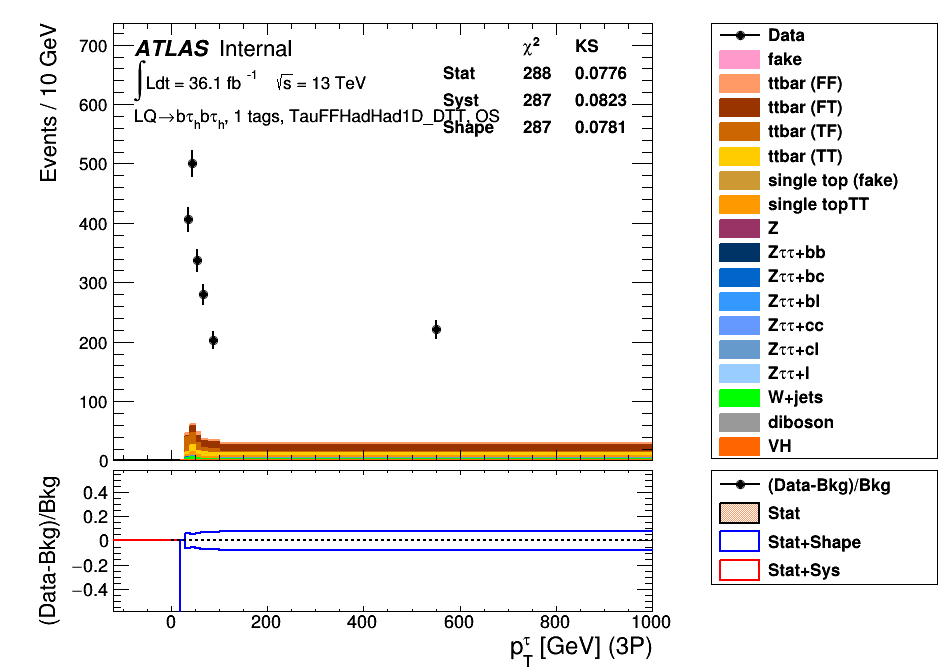 ATLAS Internal
∫Ldt = 36.1 fb⁻¹ √s = 13 TeV
LQ→bτₕbτₕ, 1 tags, TauFFHadHad1D_DTT, OS
χ² KS
Stat 288 0.0776
Syst 287 0.0823
Shape 287 0.0781
Events / 10 GeV
700
600
500
400
300
200
100
0
Data
fake
ttbar (FF)
ttbar (FT)
ttbar (TF)
ttbar (TT)
single top (fake)
single topTT
Z
Zττ+bb
Zττ+bc
Zττ+bl
Zττ+cc
Zττ+cl
Zττ+l
W+jets
diboson
VH
(Data-Bkg)/Bkg
0.4
0.2
0
−0.2
−0.4
0 200 400 600 800 1000
p_T^τ [GeV] (3P)
(Data-Bkg)/Bkg
Stat
Stat+Shape
Stat+Sys